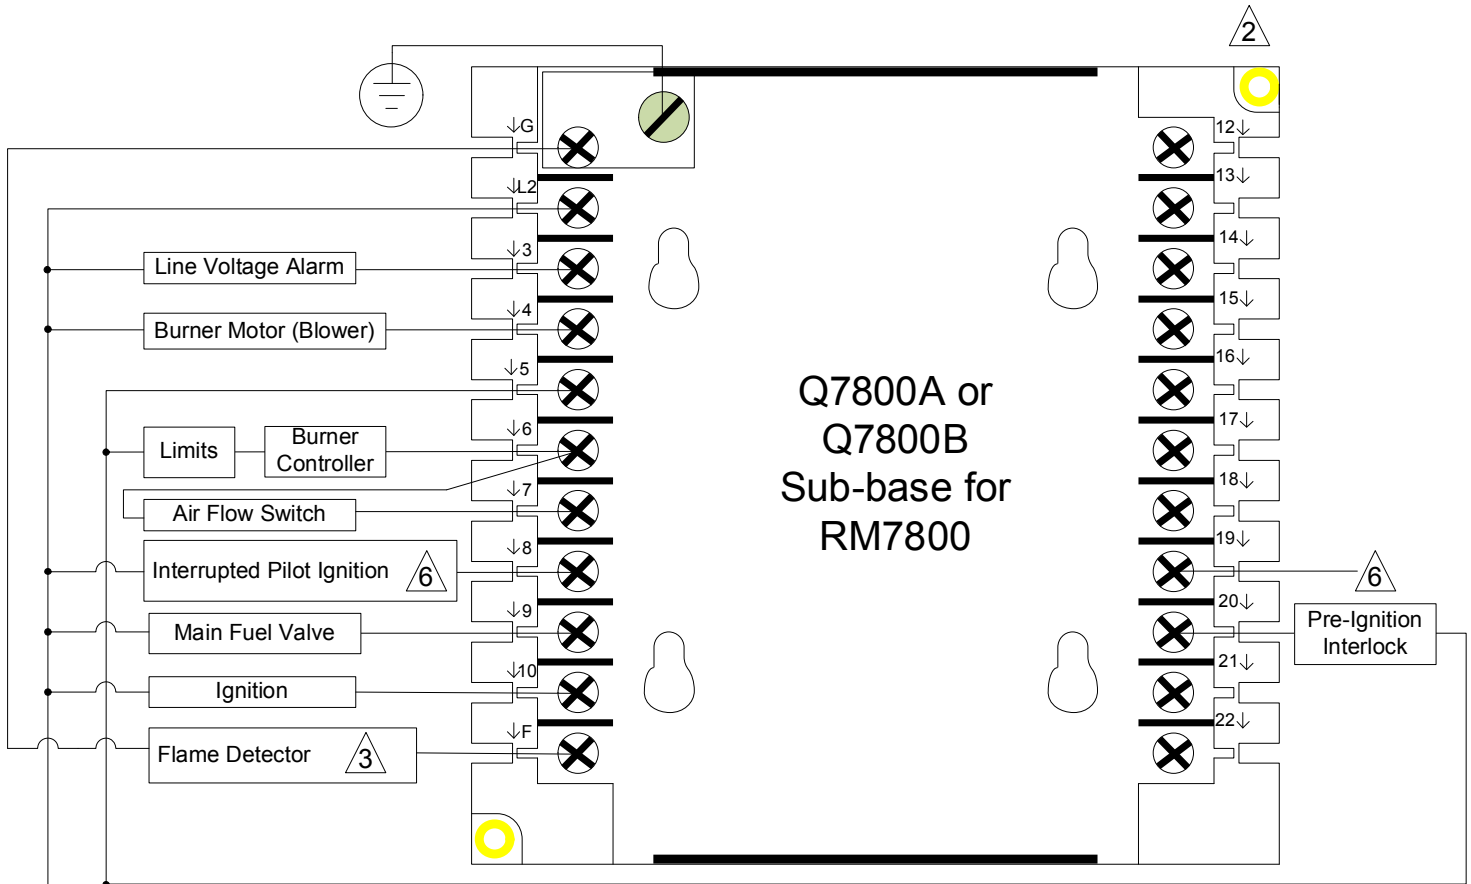 2
↓G
12↓
↓L2
13↓
↓3
14↓
Line Voltage Alarm
↓4
15↓
Burner Motor (Blower)
↓5
16↓
Q7800A or
Q7800B
Sub-base for
RM7800
↓6
17↓
Limits
Burner
Controller
↓7
18↓
Air Flow Switch
↓8
19↓
Interrupted Pilot Ignition 6
6
↓9
20↓
Main Fuel Valve
Pre-Ignition
Interlock
↓10
21↓
Ignition
↓F
22↓
Flame Detector 3